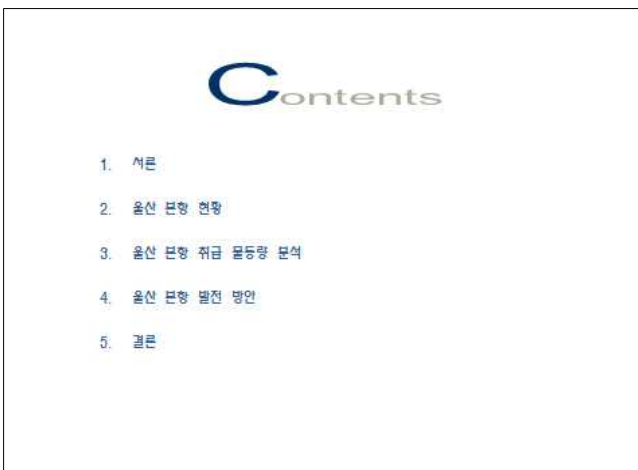 Contents
1. 서론
2. 울산 본항 현황
3. 울산 본항 취급 물동량 분석
4. 울산 본항 발전 방안
5. 결론